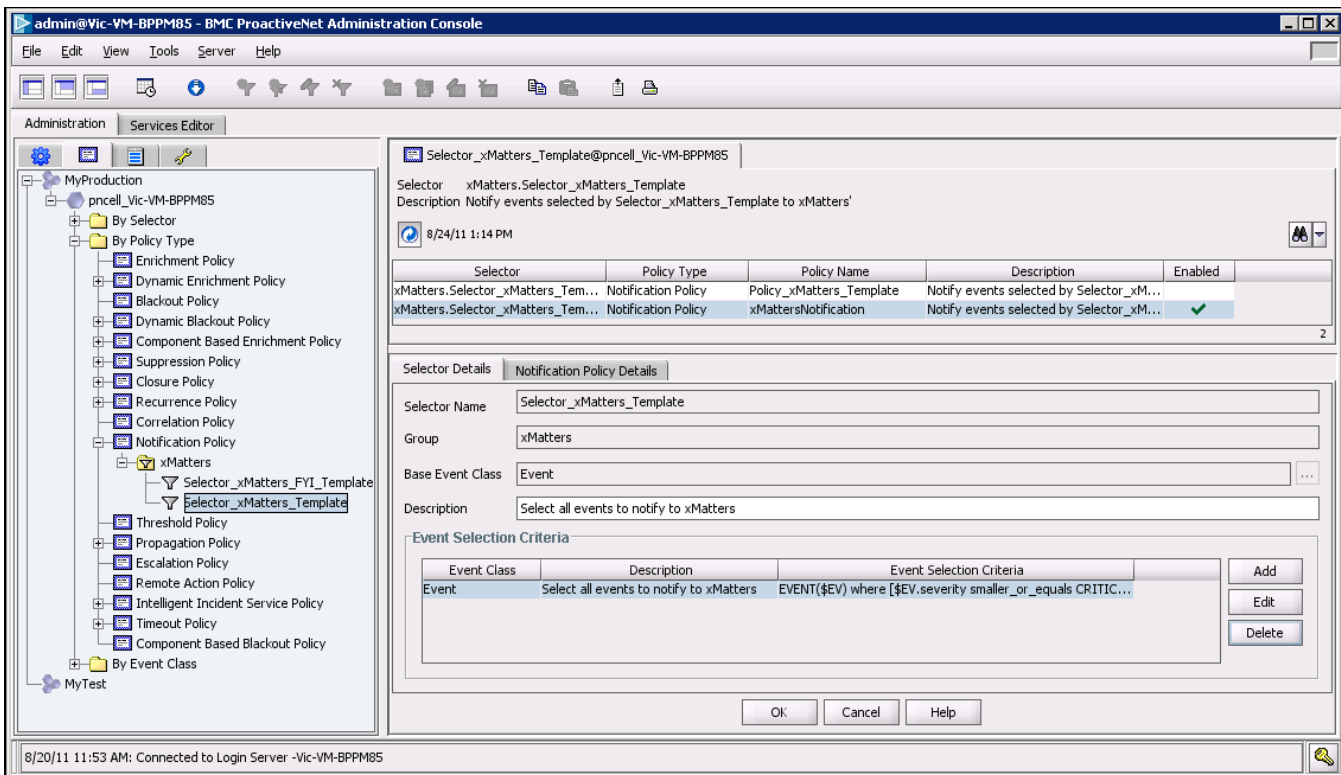 admin@Vic-VM-BPPM85 - BMC ProactiveNet Administration Console
File Edit View Tools Server Help
Administration Services Editor
MyProduction
pncell_Vic-VM-BPPM85
By Selector
By Policy Type
Enrichment Policy
Dynamic Enrichment Policy
Blackout Policy
Dynamic Blackout Policy
Component Based Enrichment Policy
Suppression Policy
Closure Policy
Recurrence Policy
Correlation Policy
Notification Policy
xMatters
Selector_xMatters_FYI_Template
Selector_xMatters_Template
Threshold Policy
Propagation Policy
Escalation Policy
Remote Action Policy
Intelligent Incident Service Policy
Timeout Policy
Component Based Blackout Policy
By Event Class
MyTest
Selector_xMatters_Template@pncell_Vic-VM-BPPM85
Selector xMatters.Selector_xMatters_Template
Description Notify events selected by Selector_xMatters_Template to xMatters'
8/24/11 1:14 PM
Selector Policy Type Policy Name Description Enabled
xMatters.Selector_xMatters_Tem... Notification Policy Policy_xMatters_Template Notify events selected by Selector_xM...
xMatters.Selector_xMatters_Tem... Notification Policy xMattersNotification Notify events selected by Selector_xM...
2
Selector Details Notification Policy Details
Selector Name Selector_xMatters_Template
Group xMatters
Base Event Class Event ...
Description Select all events to notify to xMatters
Event Selection Criteria
Event Class Description Event Selection Criteria
Event Select all events to notify to xMatters EVENT($EV) where [$EV.severity smaller_or_equals CRITIC...
Add
Edit
Delete
OK Cancel Help
8/20/11 11:53 AM: Connected to Login Server -Vic-VM-BPPM85